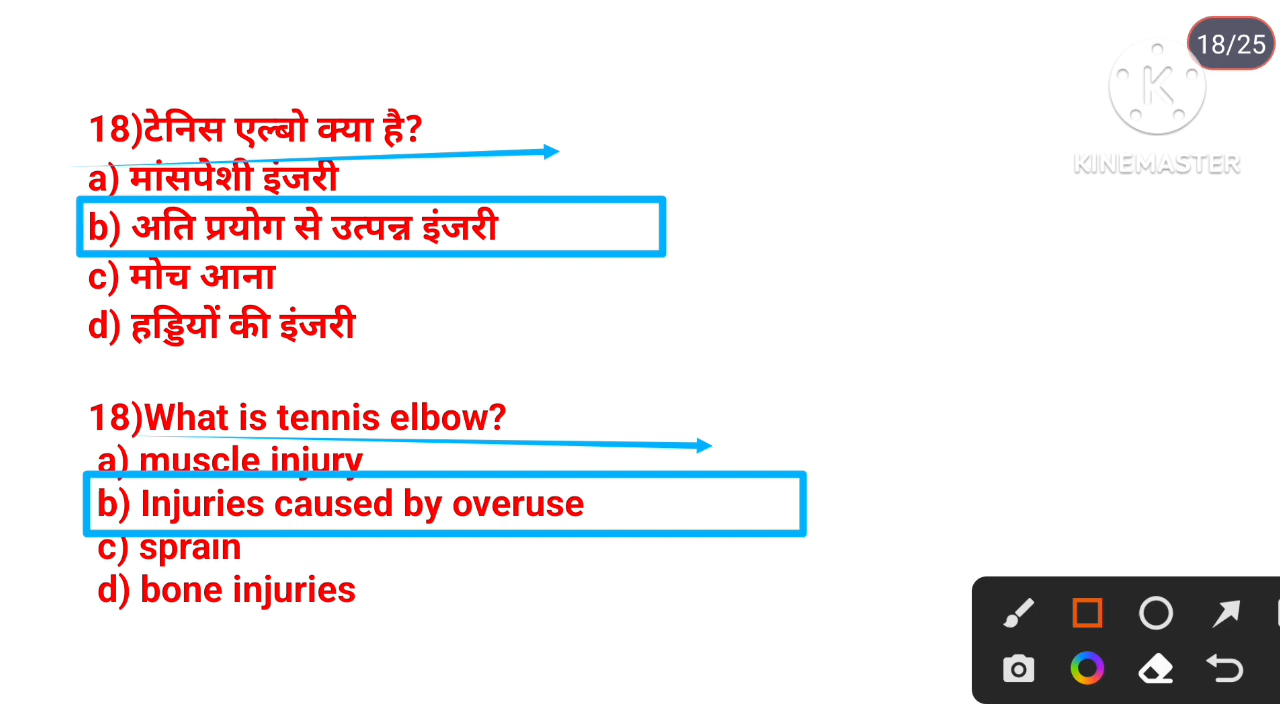 18/25
KINEMASTER
18)टेनिस एल्बो क्या है?
a) मांसपेशी इंजरी
b) अति प्रयोग से उत्पन्न इंजरी
c) मोच आना
d) हड्डियों की इंजरी
18)What is tennis elbow?
a) muscle injury
b) Injuries caused by overuse
c) sprain
d) bone injuries